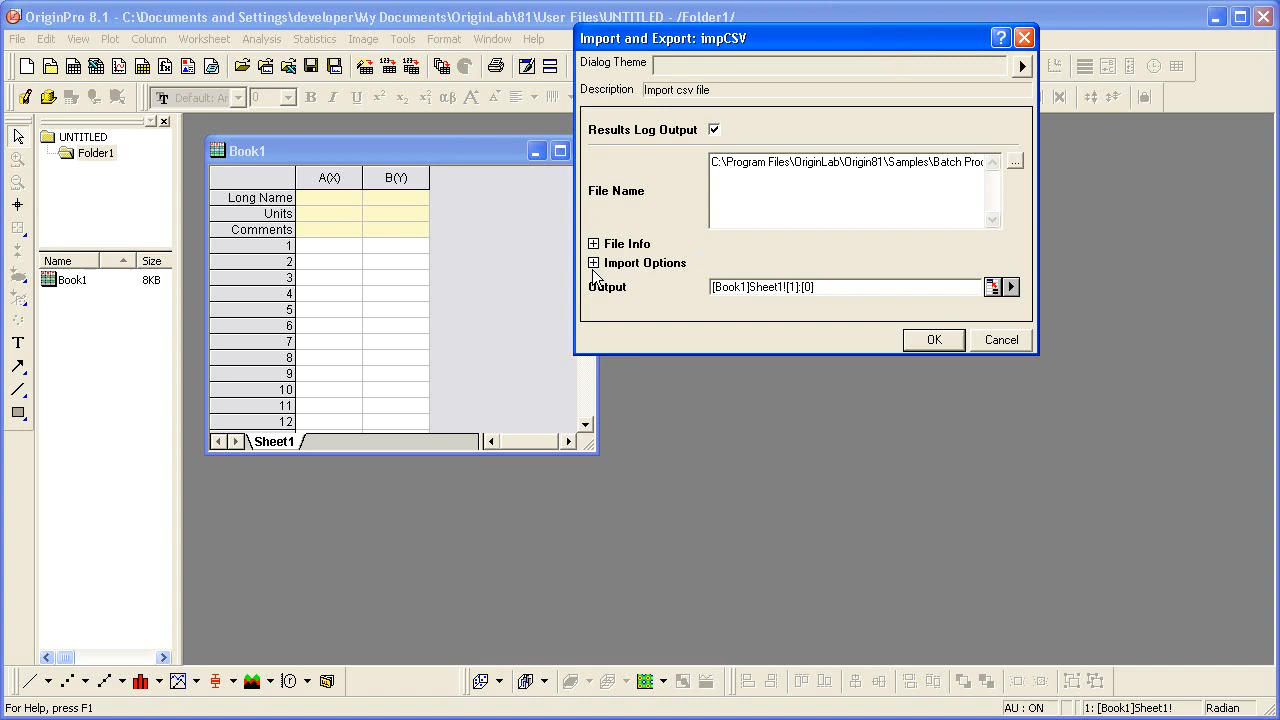 OriginPro 8.1 - C:\Documents and Settings\developer\My Documents\OriginLab\81\User Files\UNTITLED - /Folder1/
File Edit View Plot Column Worksheet Analysis Statistics Image Tools Format Window Help
Default: Ar 0 B I U
UNTITLED
Folder1
Name Size
Book1 8KB
Book1
A(X) B(Y)
Long Name
Units
Comments
1
2
3
4
5
6
7
8
9
10
11
12
Sheet1
Import and Export: impCSV
Dialog Theme
Description Import csv file
Results Log Output
File Name C:\Program Files\OriginLab\Origin81\Samples\Batch Proc
...
File Info
Import Options
Output [Book1]Sheet1![1]:[0]
OK Cancel
For Help, press F1
AU : ON 1: [Book1]Sheet1! Radian